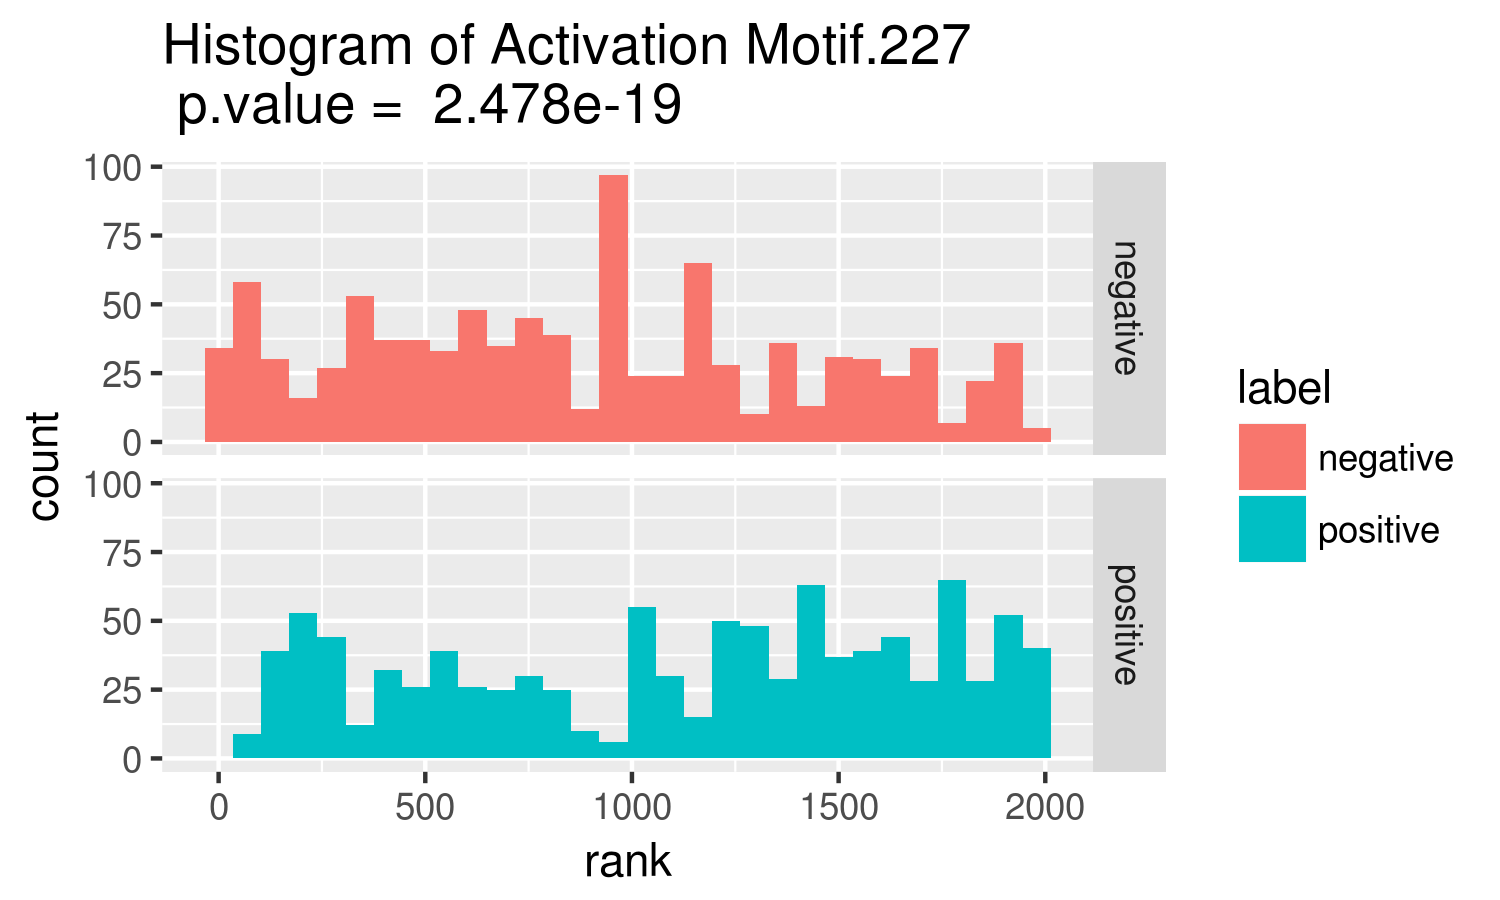 Histogram of Activation Motif.227
p.value =  2.478e-19
count
100
75
50
25
0
negative
100
75
50
25
0
positive
0 500 1000 1500 2000
rank
label
negative
positive